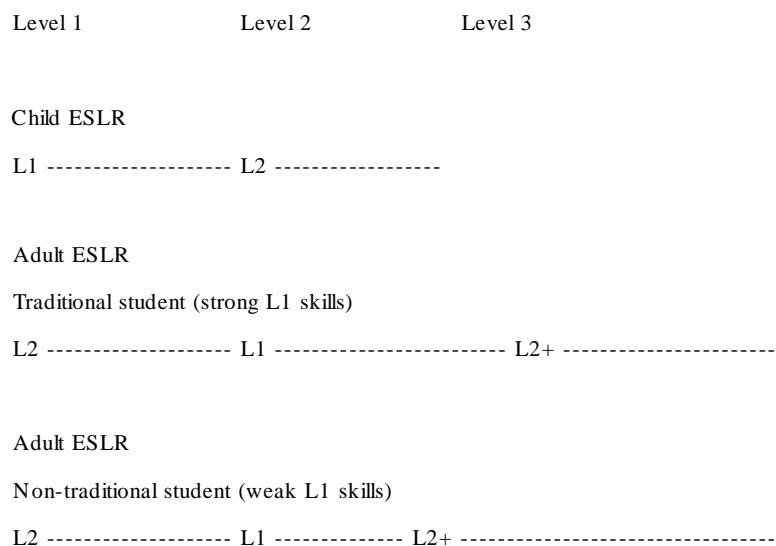 Level 1 Level 2 Level 3
Child ESLR
L1 -------------------- L2 ------------------
Adult ESLR
Traditional student (strong L1 skills)
L2 -------------------- L1 ------------------------- L2+ -----------------------
Adult ESLR
Non-traditional student (weak L1 skills)
L2 -------------------- L1 -------------- L2+ ----------------------------------